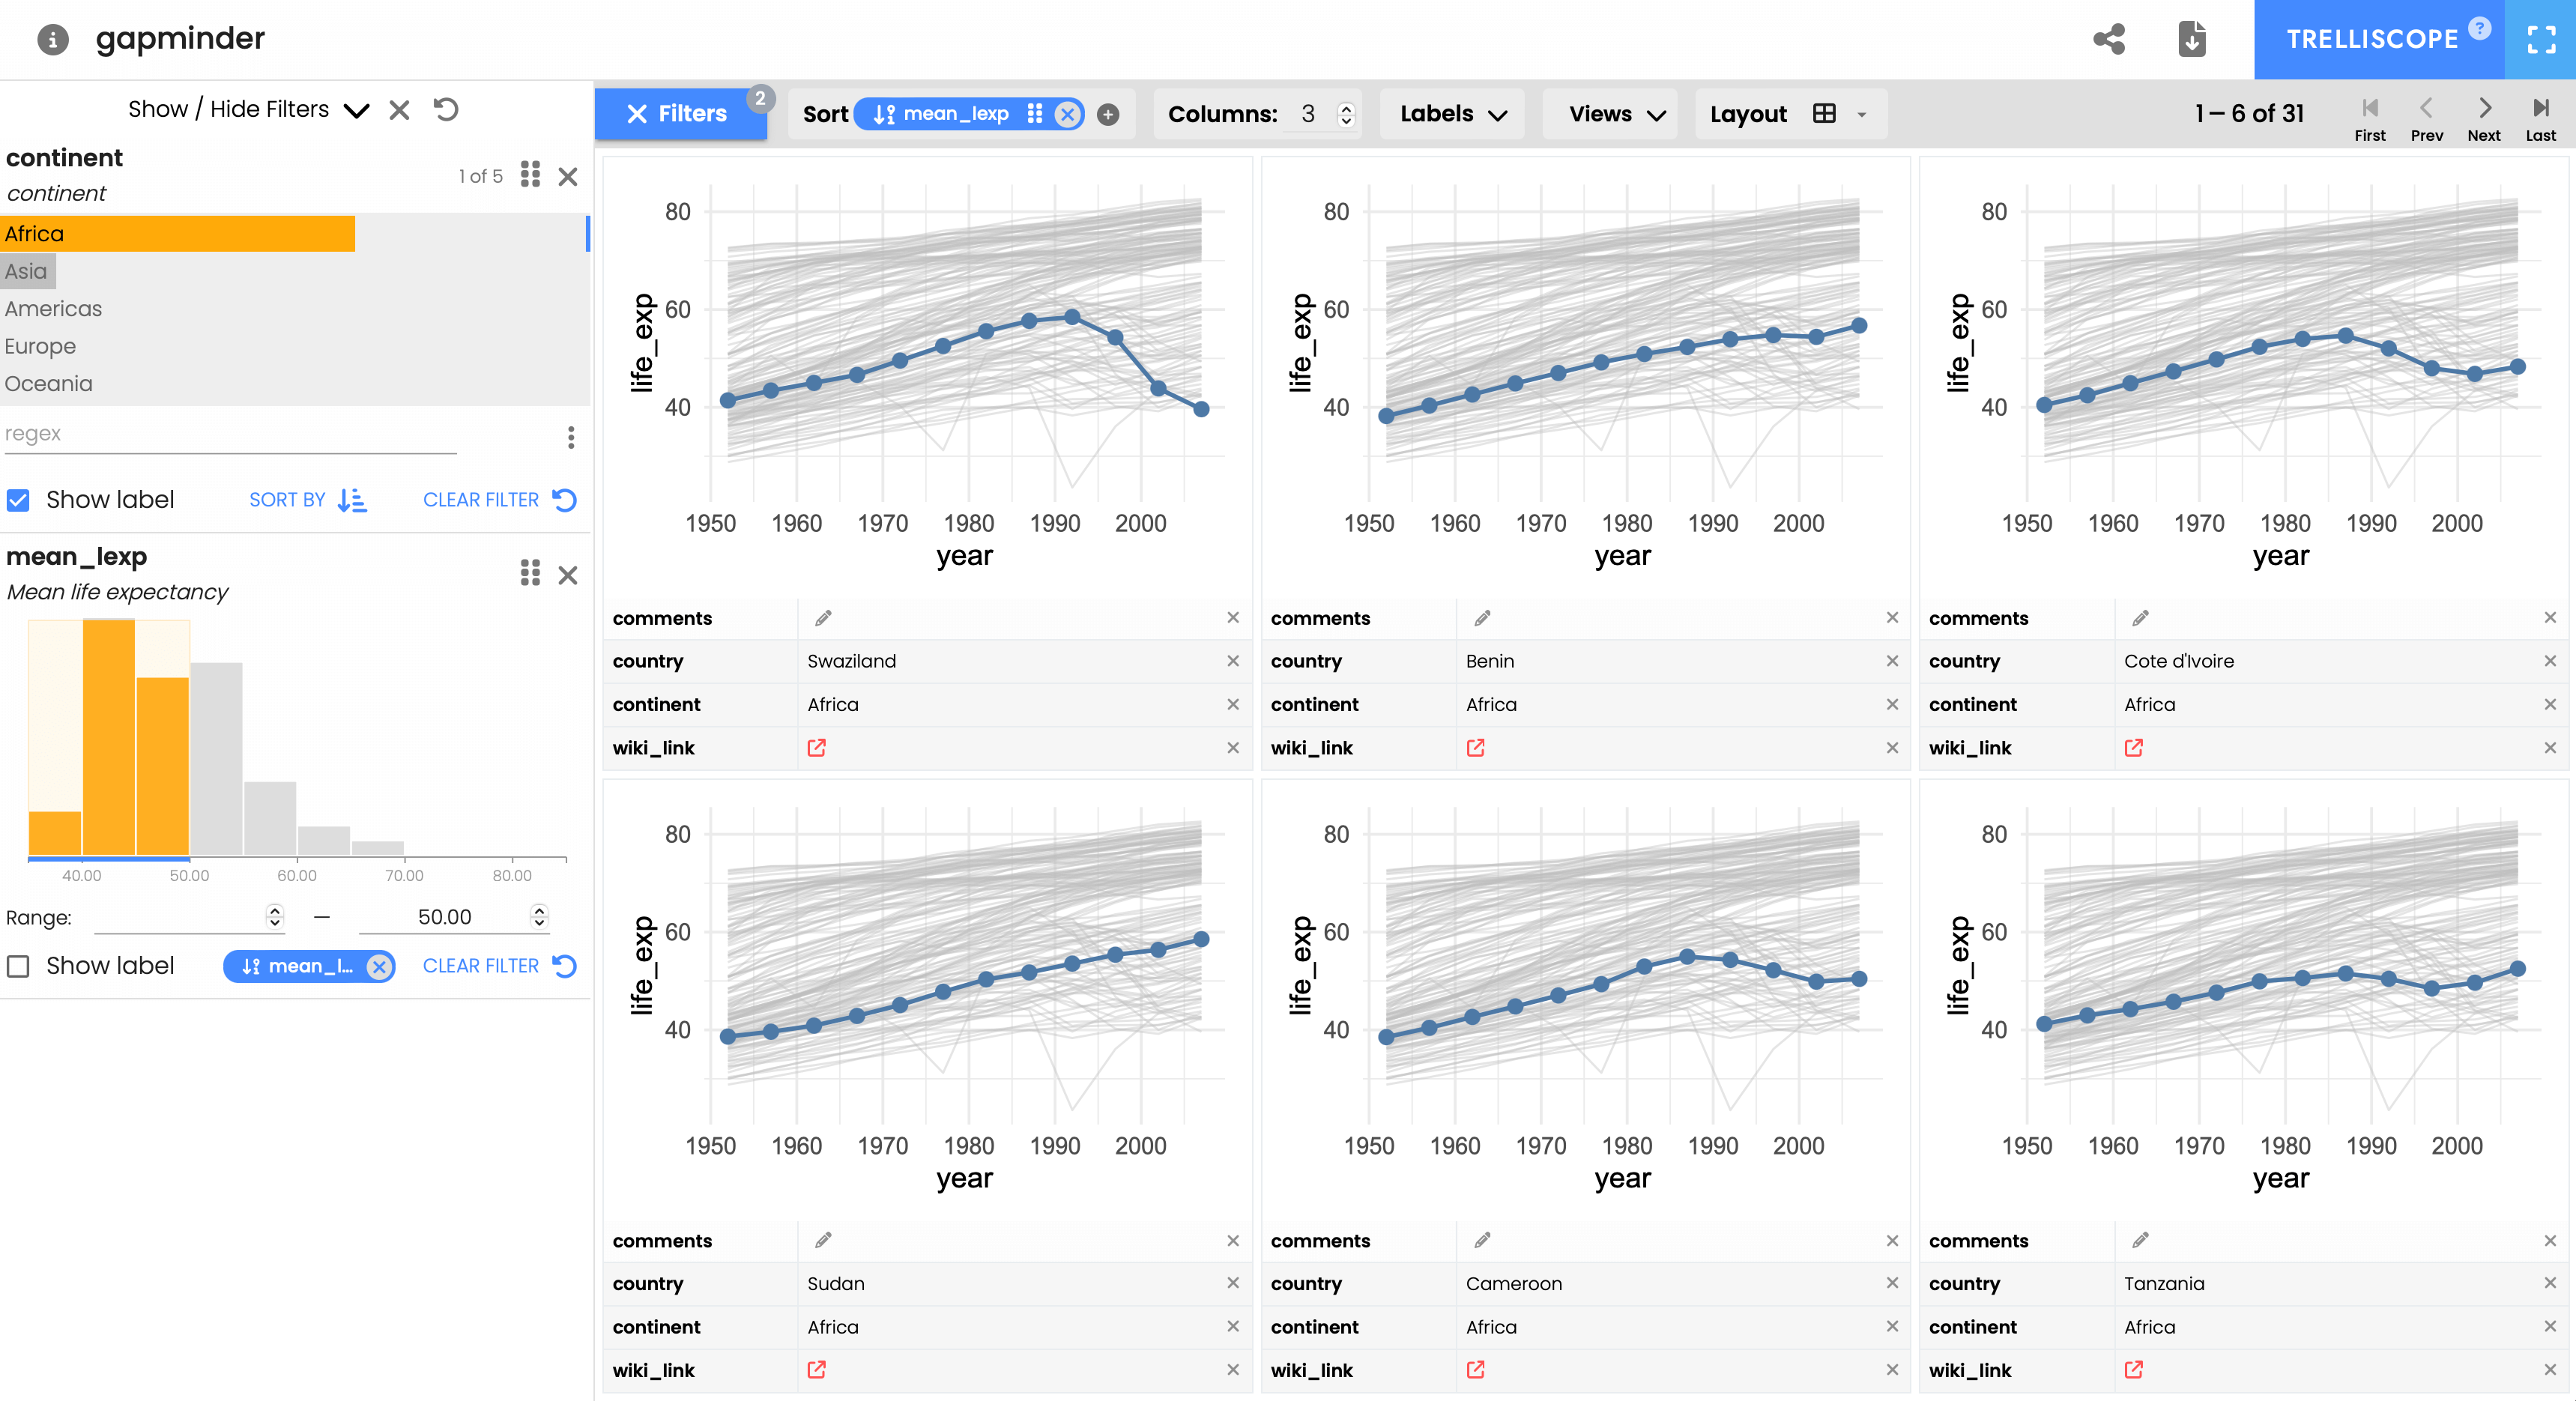 gapminder
TRELLISCOPE ?
Show / Hide Filters
Filters 2
Sort mean_lexp
Columns: 3
Labels
Views
Layout
1 – 6 of 31
First Prev Next Last
continent
continent
1 of 5
Africa
Asia
Americas
Europe
Oceania
regex
Show label SORT BY CLEAR FILTER
mean_lexp
Mean life expectancy
40.00 50.00 60.00 70.00 80.00
Range: — 50.00
Show label mean_l... CLEAR FILTER
80
60
40
life_exp
1950 1960 1970 1980 1990 2000
year
comments
country Swaziland
continent Africa
wiki_link
80
60
40
life_exp
1950 1960 1970 1980 1990 2000
year
comments
country Benin
continent Africa
wiki_link
80
60
40
life_exp
1950 1960 1970 1980 1990 2000
year
comments
country Cote d'Ivoire
continent Africa
wiki_link
80
60
40
life_exp
1950 1960 1970 1980 1990 2000
year
comments
country Sudan
continent Africa
wiki_link
80
60
40
life_exp
1950 1960 1970 1980 1990 2000
year
comments
country Cameroon
continent Africa
wiki_link
80
60
40
life_exp
1950 1960 1970 1980 1990 2000
year
comments
country Tanzania
continent Africa
wiki_link